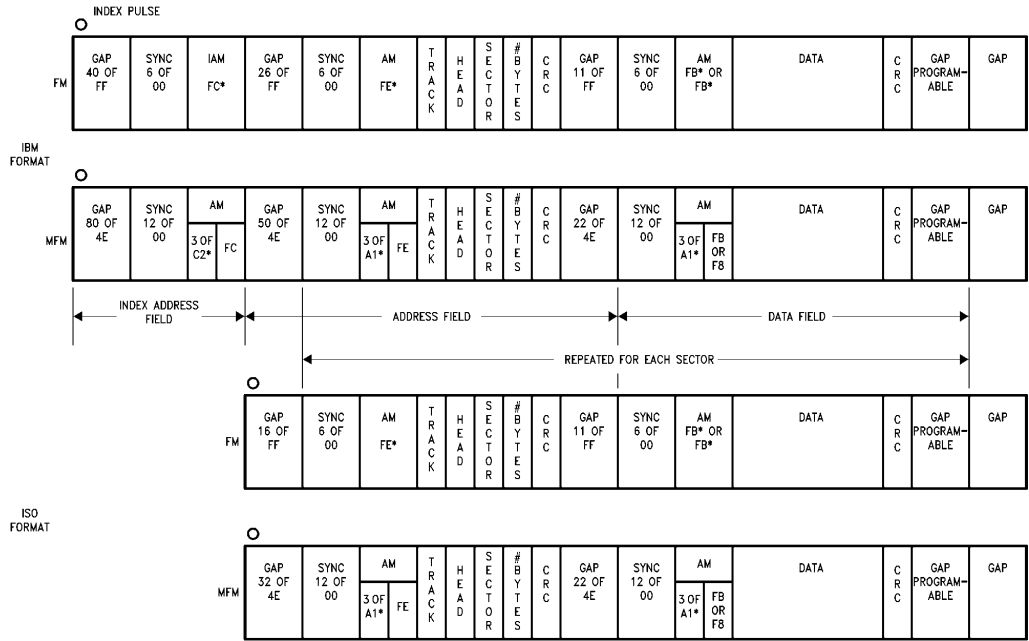 INDEX PULSE
FM
GAP 40 OF FF
SYNC 6 OF 00
IAM FC*
GAP 26 OF FF
SYNC 6 OF 00
AM FE*
TRACK
HEAD
SECTOR
#BYTES
CRC
GAP 11 OF FF
SYNC 6 OF 00
AM FB* OR FB*
DATA
CRC
GAP PROGRAM-ABLE
GAP
IBM FORMAT
MFM
GAP 80 OF 4E
SYNC 12 OF 00
AM
3 OF C2*
FC
GAP 50 OF 4E
SYNC 12 OF 00
AM
3 OF A1*
FE
TRACK
HEAD
SECTOR
#BYTES
CRC
GAP 22 OF 4E
SYNC 12 OF 00
AM
3 OF A1*
FB OR F8
DATA
CRC
GAP PROGRAM-ABLE
GAP
INDEX ADDRESS FIELD
ADDRESS FIELD
DATA FIELD
REPEATED FOR EACH SECTOR
FM
GAP 16 OF FF
SYNC 6 OF 00
AM FE*
TRACK
HEAD
SECTOR
#BYTES
CRC
GAP 11 OF FF
SYNC 6 OF 00
AM FB* OR FB*
DATA
CRC
GAP PROGRAM-ABLE
GAP
ISO FORMAT
MFM
GAP 32 OF 4E
SYNC 12 OF 00
AM
3 OF A1*
FE
TRACK
HEAD
SECTOR
#BYTES
CRC
GAP 22 OF 4E
SYNC 12 OF 00
AM
3 OF A1*
FB OR F8
DATA
CRC
GAP PROGRAM-ABLE
GAP